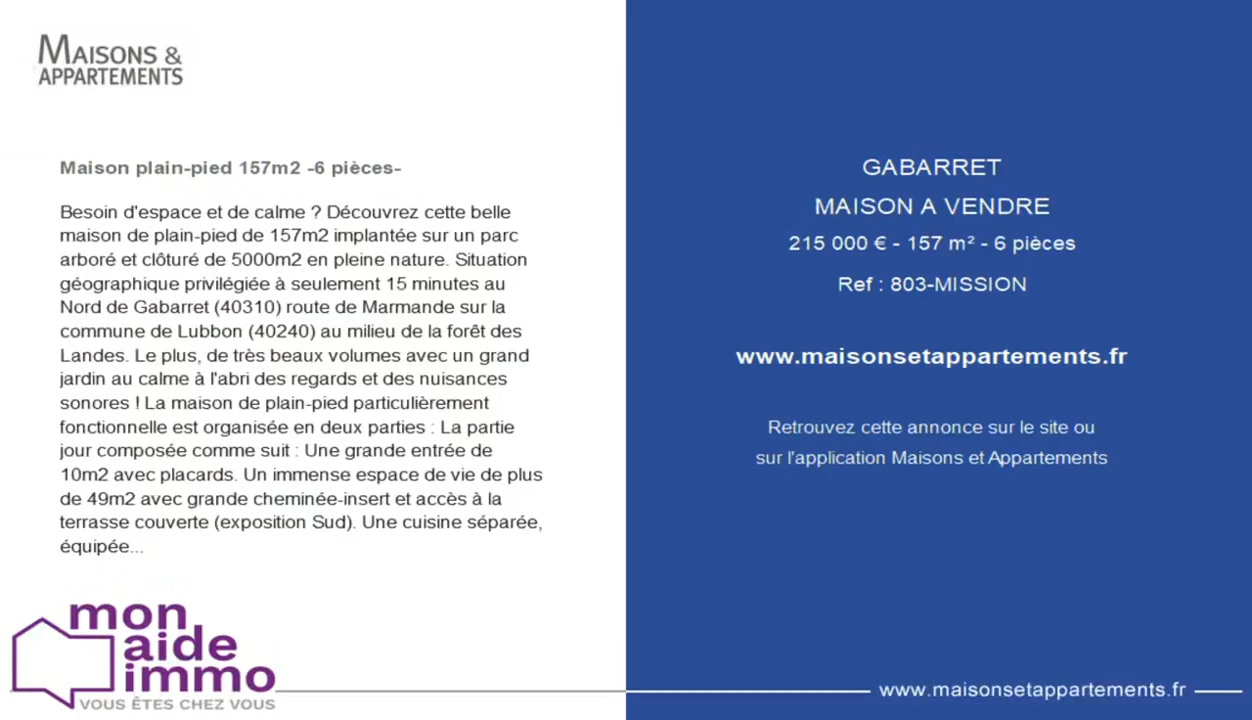 MAISONS &
APPARTEMENTS
Maison plain-pied 157m2 -6 pièces-
Besoin d'espace et de calme ? Découvrez cette belle
maison de plain-pied de 157m2 implantée sur un parc
arboré et clôturé de 5000m2 en pleine nature. Situation
géographique privilégiée à seulement 15 minutes au
Nord de Gabarret (40310) route de Marmande sur la
commune de Lubbon (40240) au milieu de la forêt des
Landes. Le plus, de très beaux volumes avec un grand
jardin au calme à l'abri des regards et des nuisances
sonores ! La maison de plain-pied particulièrement
fonctionnelle est organisée en deux parties : La partie
jour composée comme suit : Une grande entrée de
10m2 avec placards. Un immense espace de vie de plus
de 49m2 avec grande cheminée-insert et accès à la
terrasse couverte (exposition Sud). Une cuisine séparée,
équipée...
mon
aide
immo
VOUS ÊTES CHEZ VOUS
GABARRET
MAISON A VENDRE
215 000 € - 157 m² - 6 pièces
Ref : 803-MISSION
www.maisonsetappartements.fr
Retrouvez cette annonce sur le site ou
sur l'application Maisons et Appartements
www.maisonsetappartements.fr